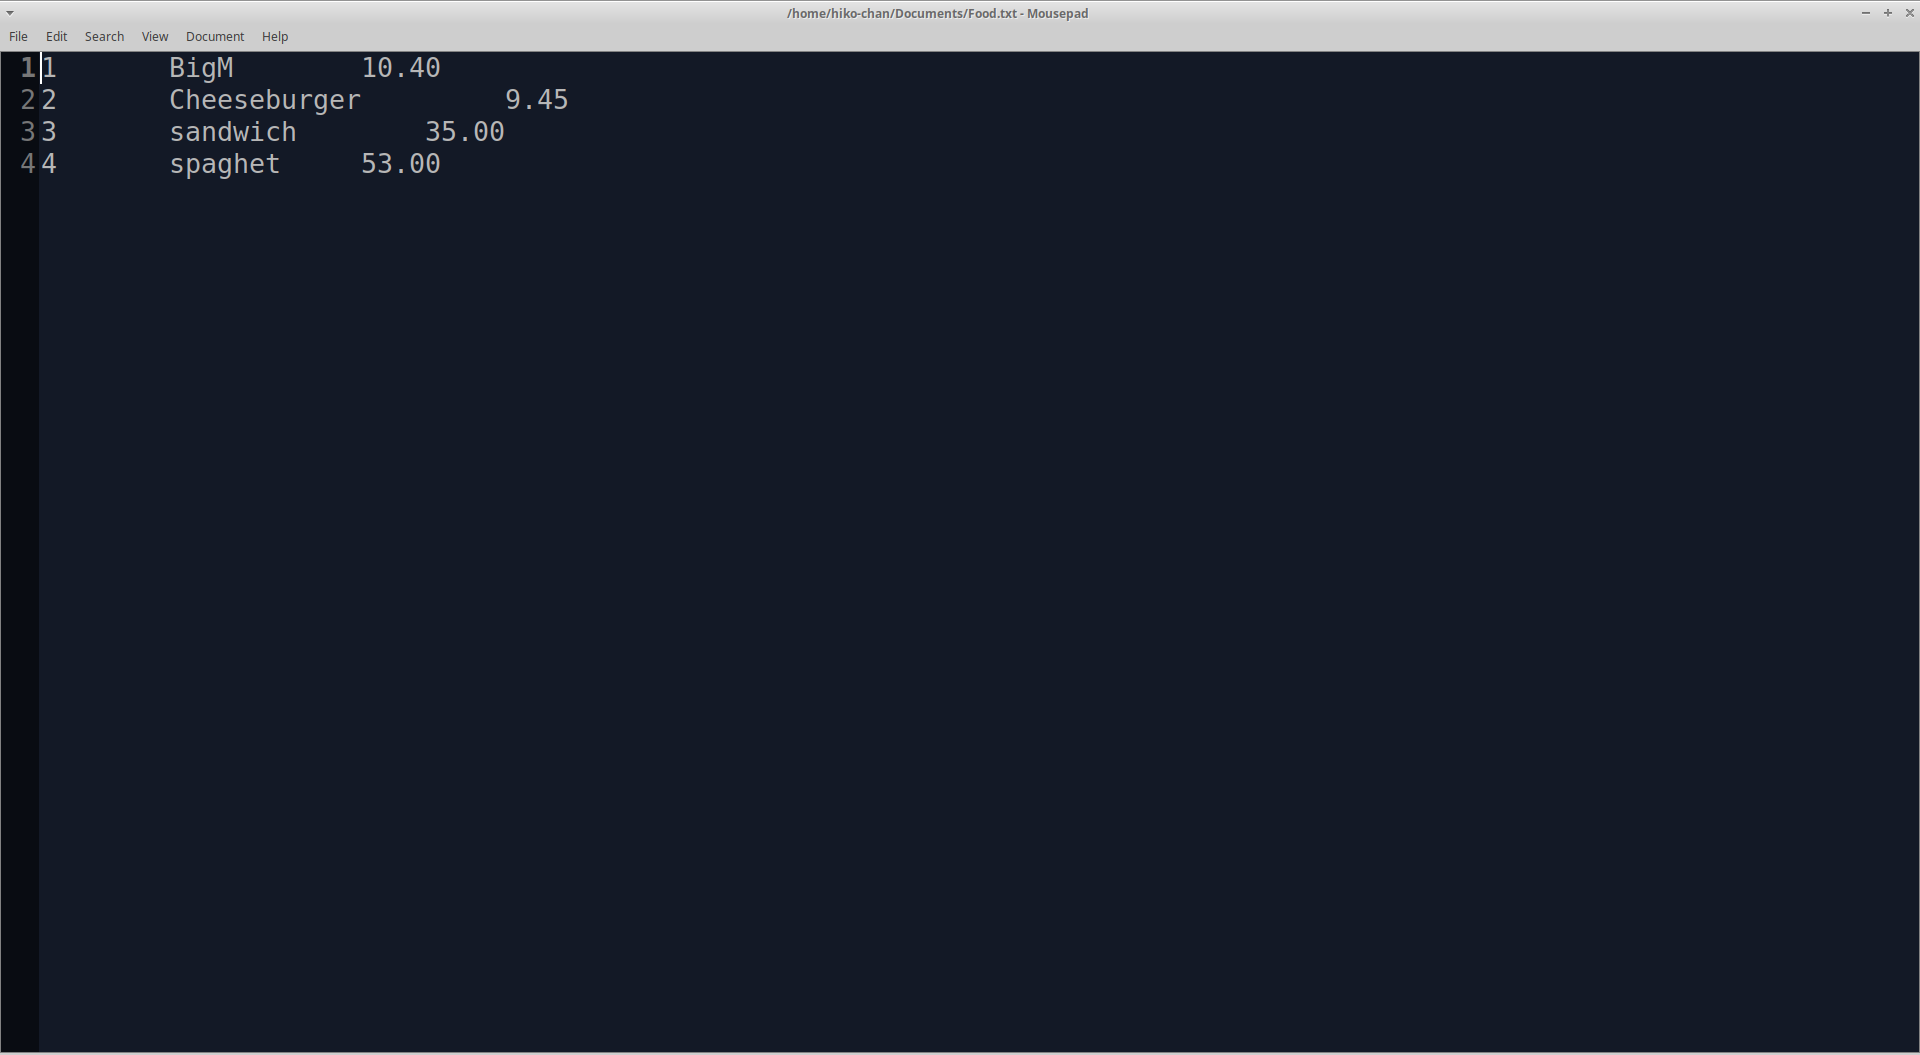 /home/hiko-chan/Documents/Food.txt - Mousepad
File Edit Search View Document Help
1 1 BigM 10.40
2 2 Cheeseburger 9.45
3 3 sandwich 35.00
4 4 spaghet 53.00